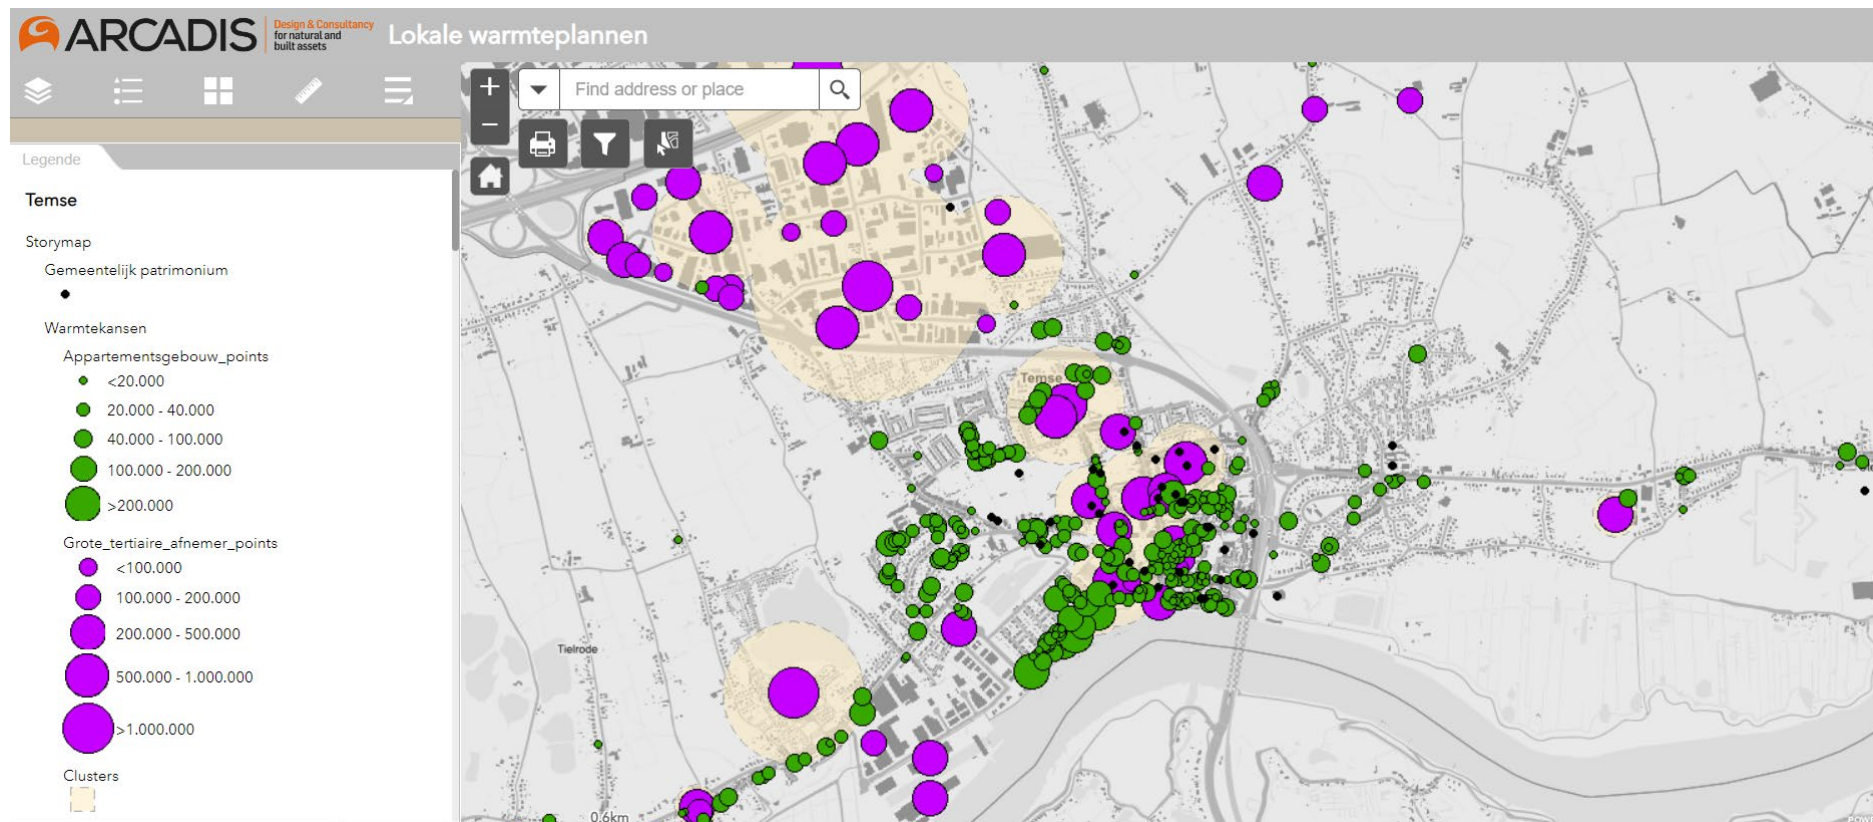 ARCADIS
Design & Consultancy
for natural and
built assets
Lokale warmteplannen
+
Find address or place
−
Legende
Temse
Storymap
Gemeentelijk patrimonium
Warmtekansen
Appartementsgebouw_points
<20.000
20.000 - 40.000
40.000 - 100.000
100.000 - 200.000
>200.000
Grote_tertiaire_afnemer_points
<100.000
100.000 - 200.000
200.000 - 500.000
500.000 - 1.000.000
>1.000.000
Clusters
Temse
Tielrode
0.6km